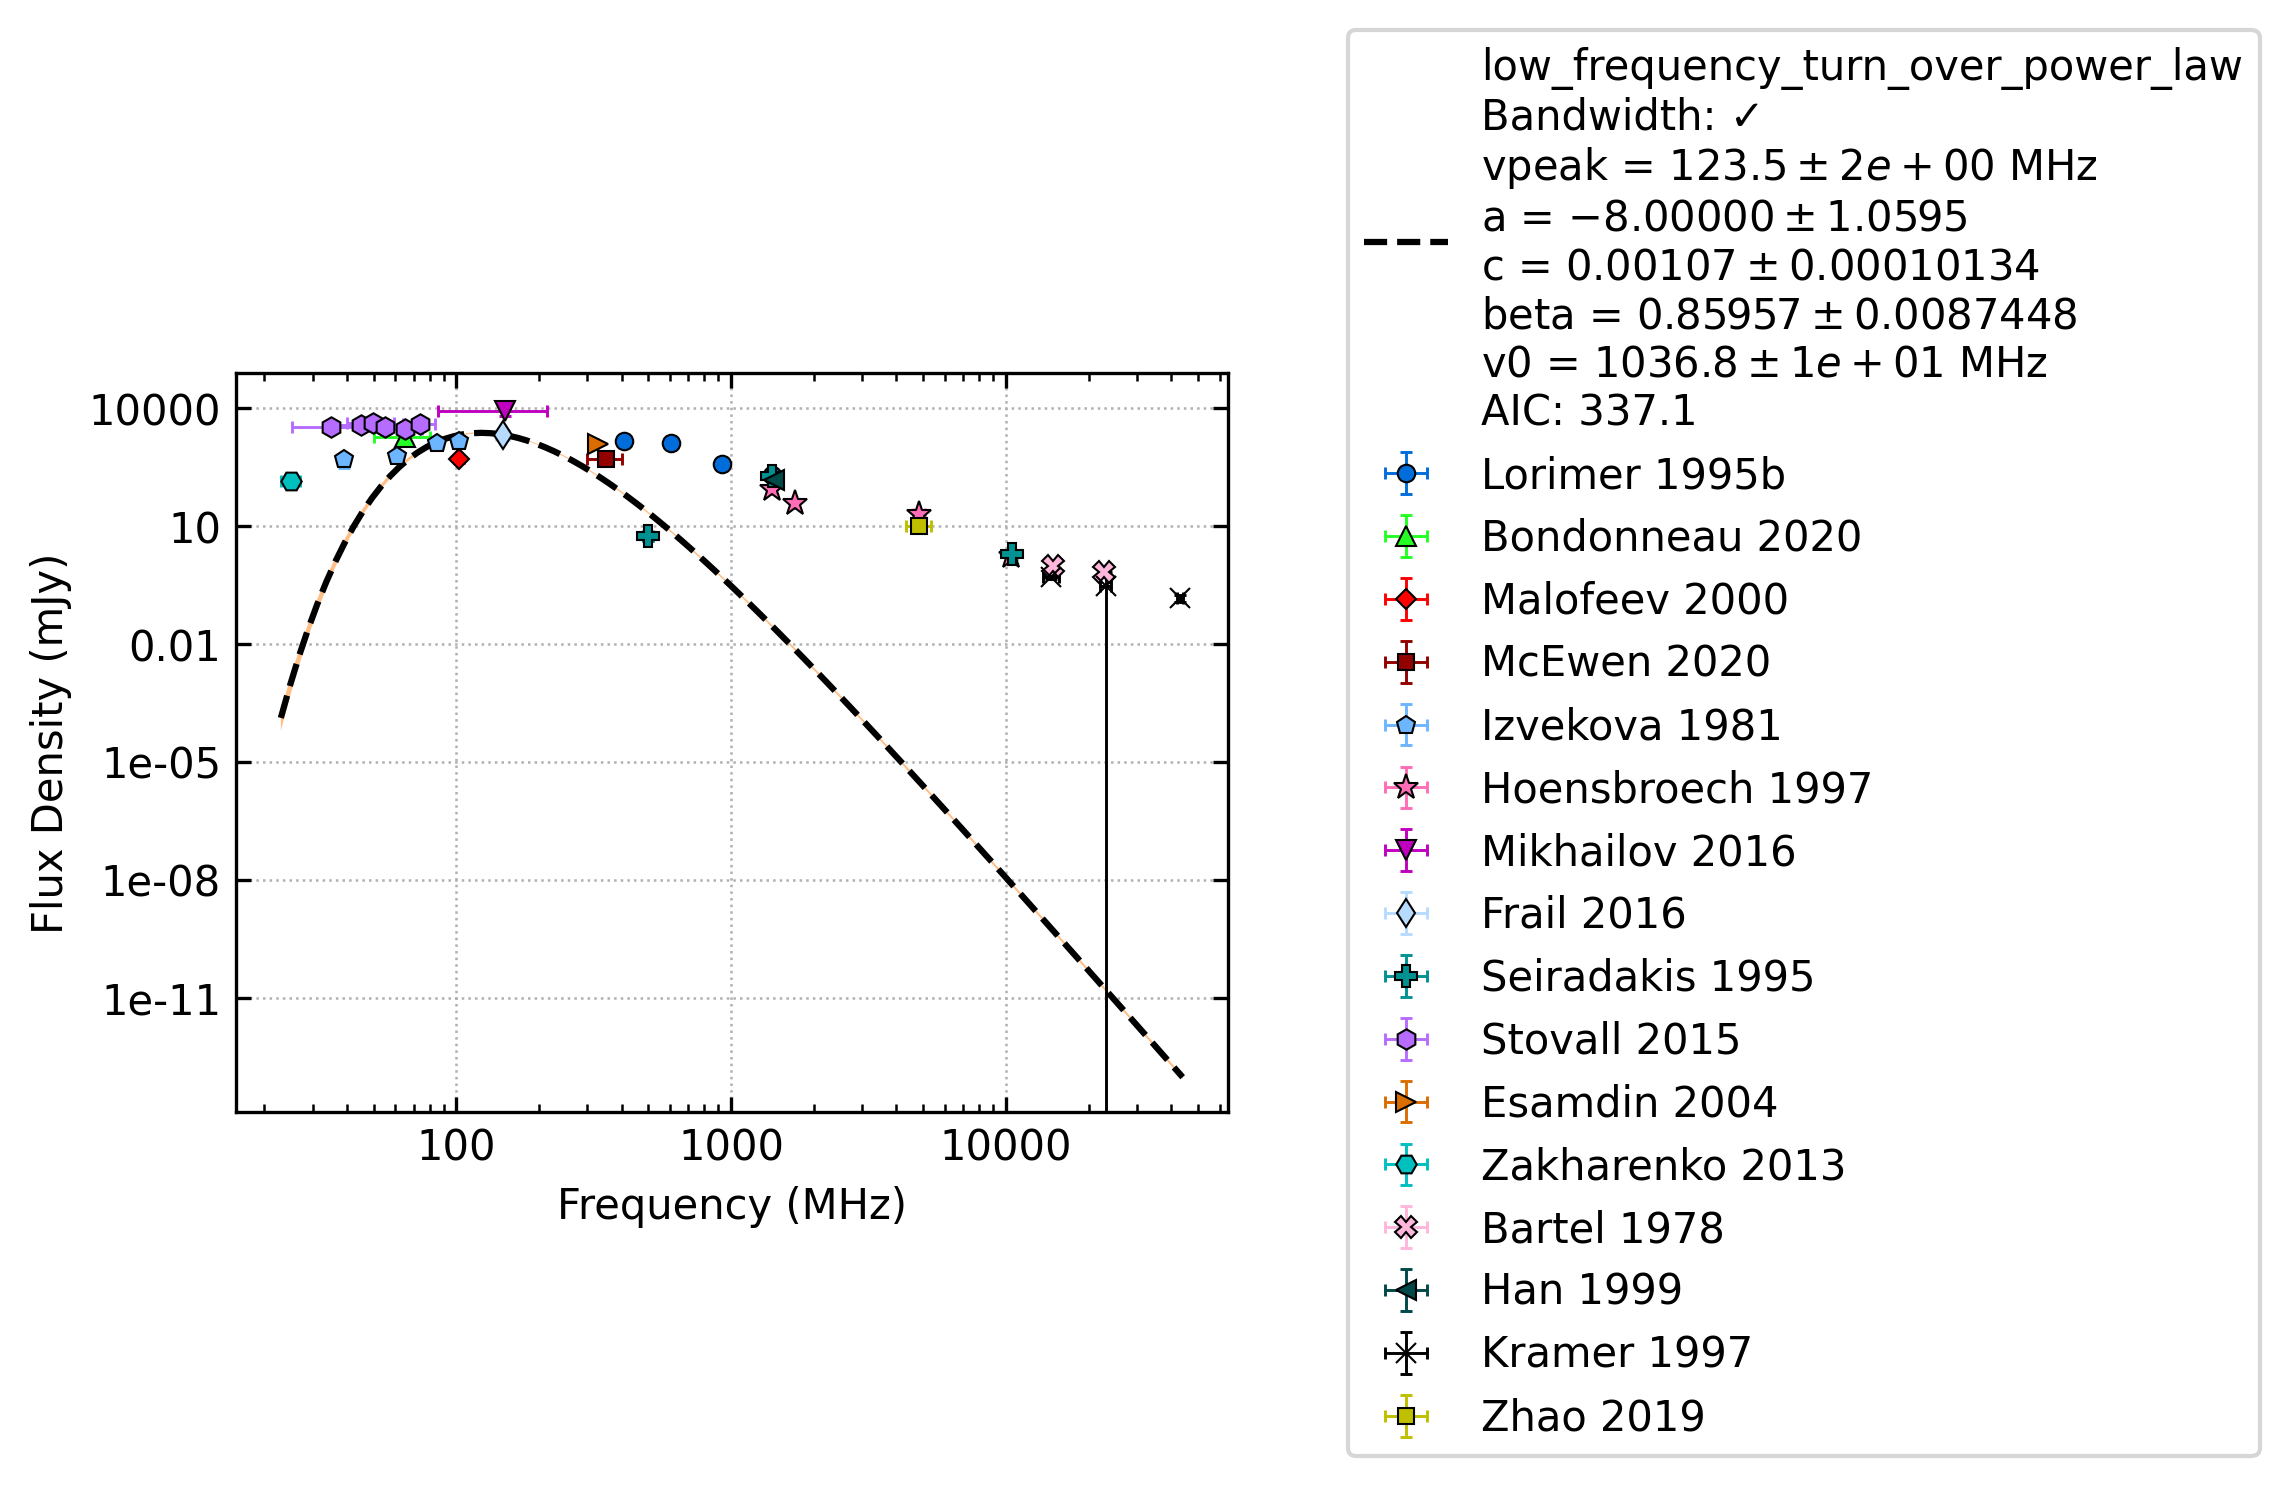 10000
10
0.01
1e-05
1e-08
1e-11
Flux Density (mJy)
100
1000
10000
Frequency (MHz)
low_frequency_turn_over_power_law
Bandwidth: ✓
vpeak = 123.5 ± 2e + 00 MHz
a = −8.00000 ± 1.0595
c = 0.00107 ± 0.00010134
beta = 0.85957 ± 0.0087448
v0 = 1036.8 ± 1e + 01 MHz
AIC: 337.1
Lorimer 1995b
Bondonneau 2020
Malofeev 2000
McEwen 2020
Izvekova 1981
Hoensbroech 1997
Mikhailov 2016
Frail 2016
Seiradakis 1995
Stovall 2015
Esamdin 2004
Zakharenko 2013
Bartel 1978
Han 1999
Kramer 1997
Zhao 2019